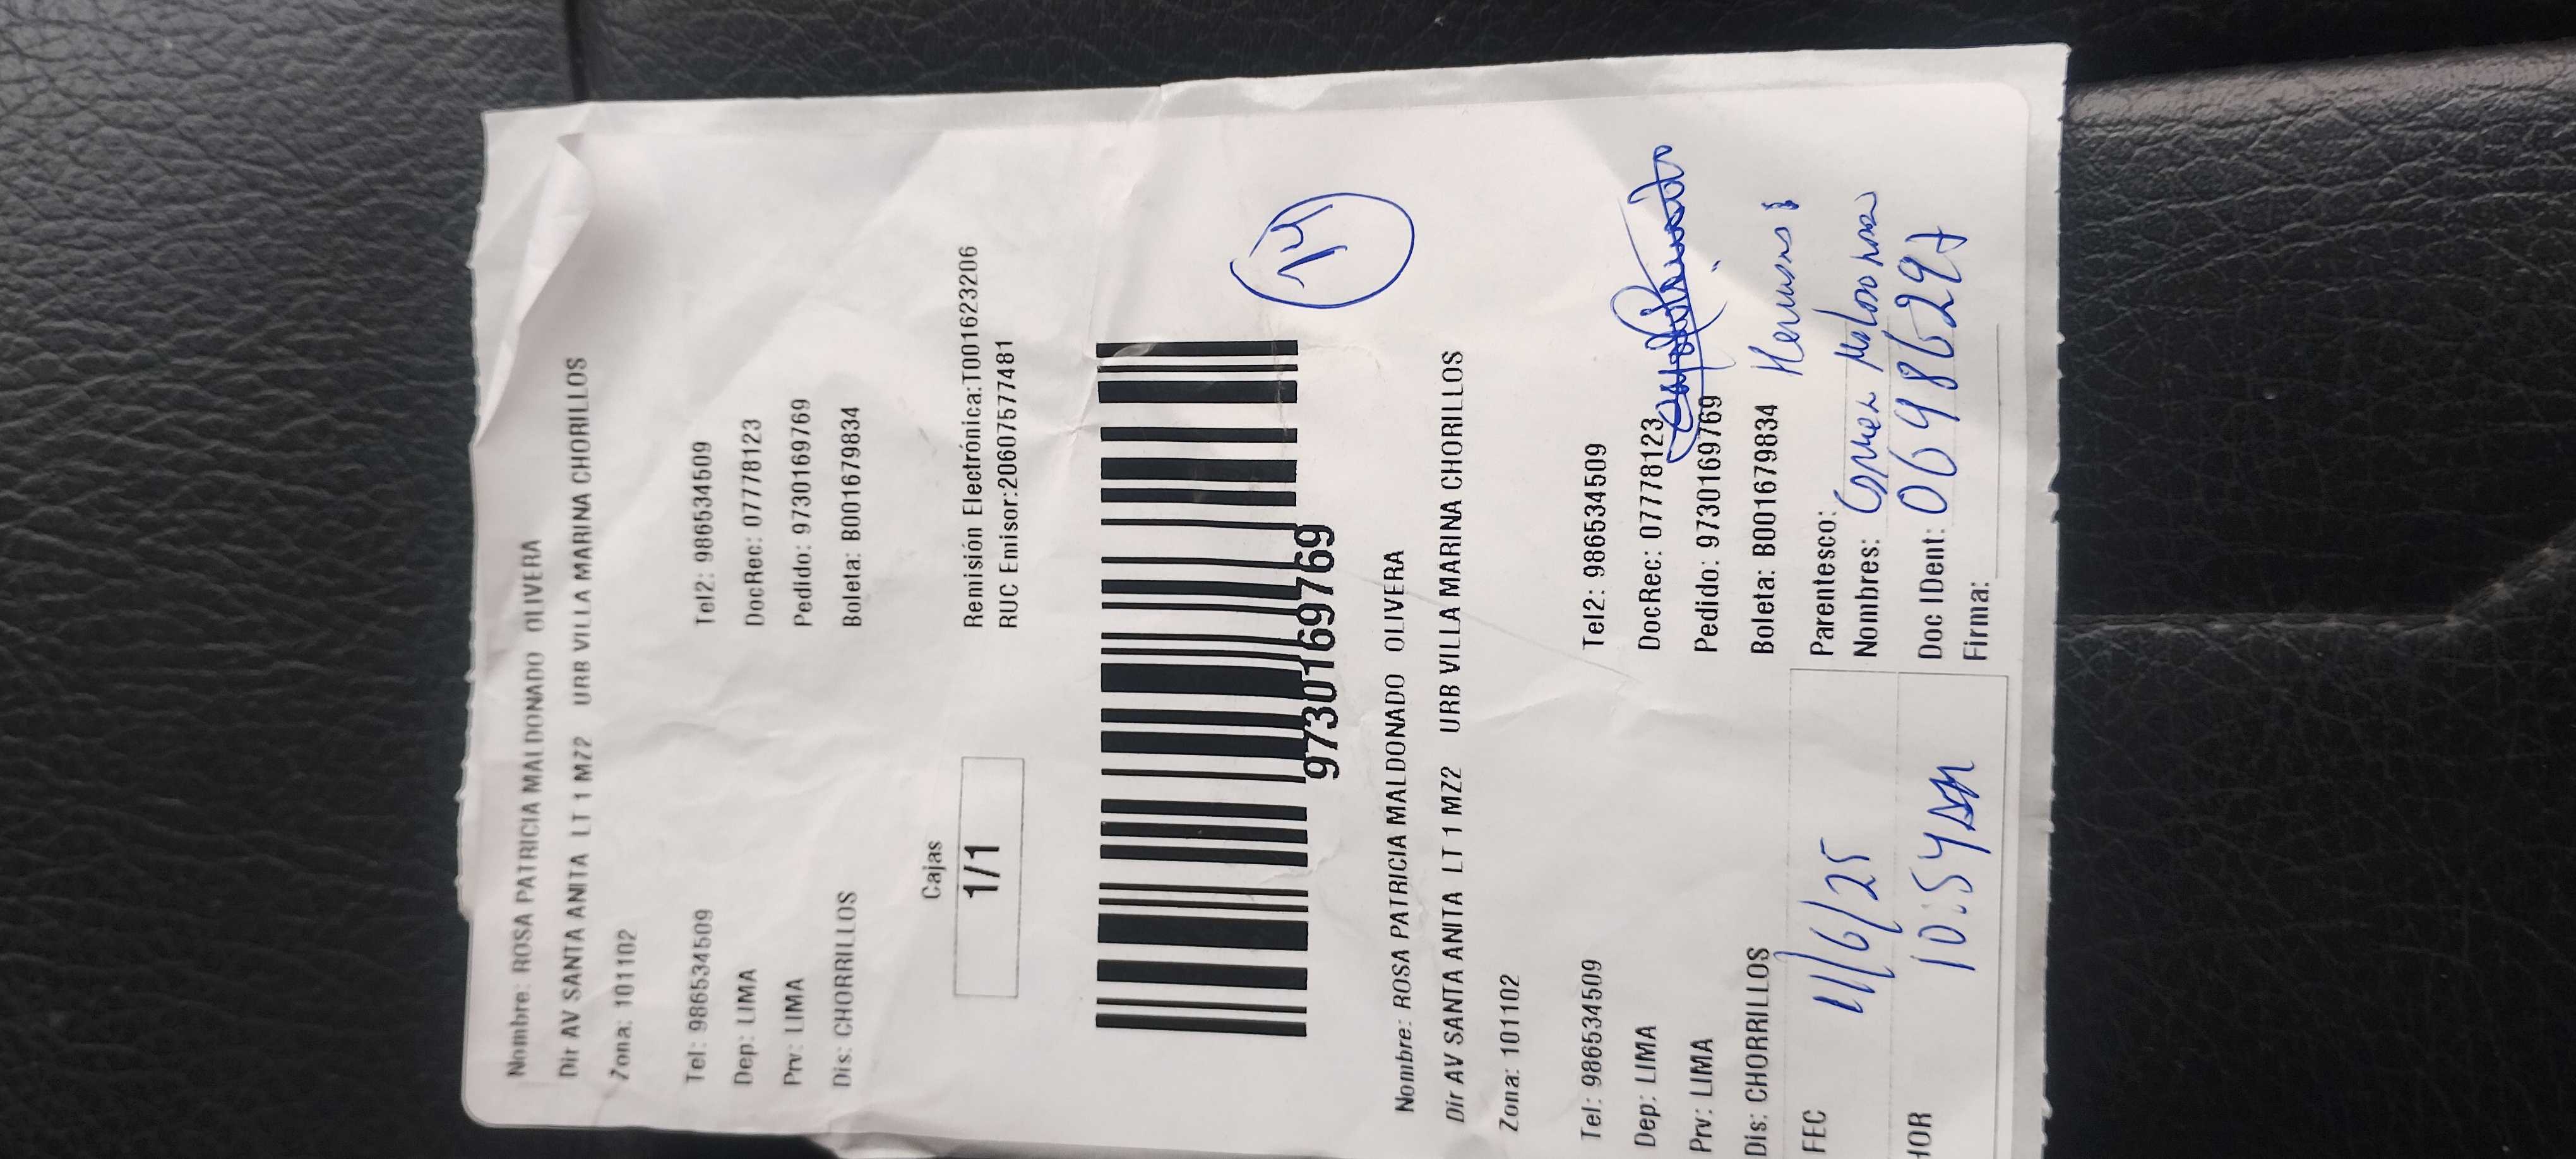 Nombre: ROSA PATRICIA MALDONADO OLIVERA
Dir AV SANTA ANITA LT 1 MZ2 URB VILLA MARINA CHORILLOS
Zona: 101102
Tel: 986534509 Tel2: 986534509
Dep: LIMA DocRec: 07778123
Prv: LIMA Pedido: 9730169769
Dis: CHORRILLOS Boleta: B001679834
Cajas
1/1
Remisión Electrónica:T001623206
RUC Emisor:20607577481
9730169769
14
Nombre: ROSA PATRICIA MALDONADO OLIVERA
Dir AV SANTA ANITA LT 1 MZ2 URB VILLA MARINA CHORILLOS
Zona: 101102
Tel: 986534509 Tel2: 986534509
Dep: LIMA DocRec: 07778123
Prv: LIMA Pedido: 9730169769
Dis: CHORRILLOS Boleta: B001679834
FEC 11/6/25 Parentesco:
Nombres:
HOR 10:54 AM Doc IDent:
Firma: